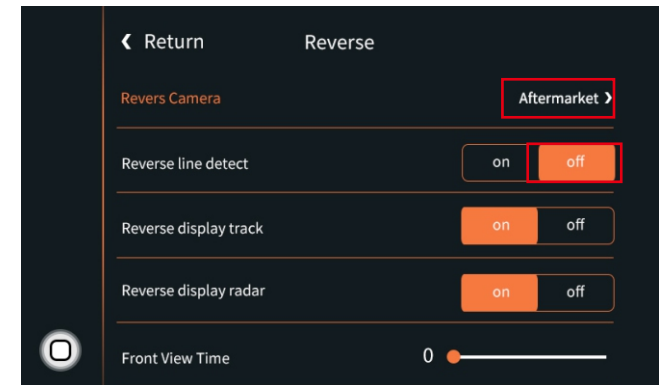 Return Reverse
Revers Camera Aftermarket
Reverse line detect on off
Reverse display track on off
Reverse display radar on off
Front View Time 0